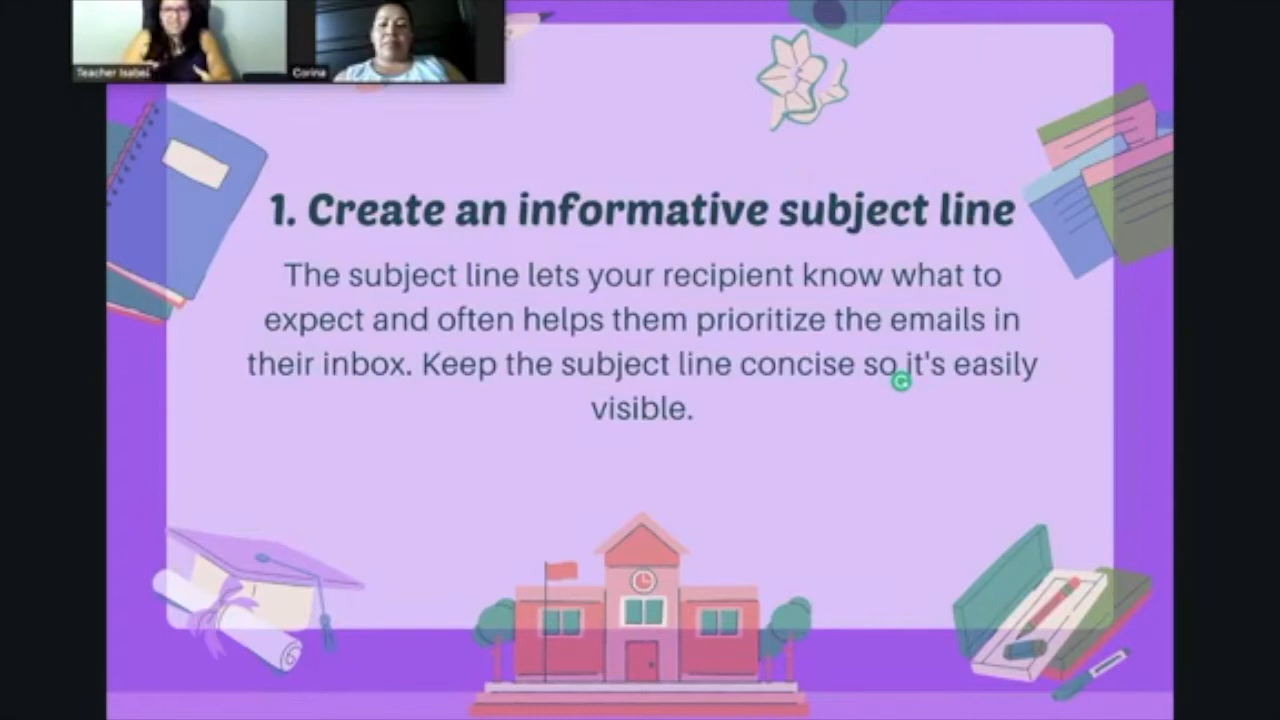 Teacher Isabel
Corina
1. Create an informative subject line
The subject line lets your recipient know what to
expect and often helps them prioritize the emails in
their inbox. Keep the subject line concise so it's easily
visible.